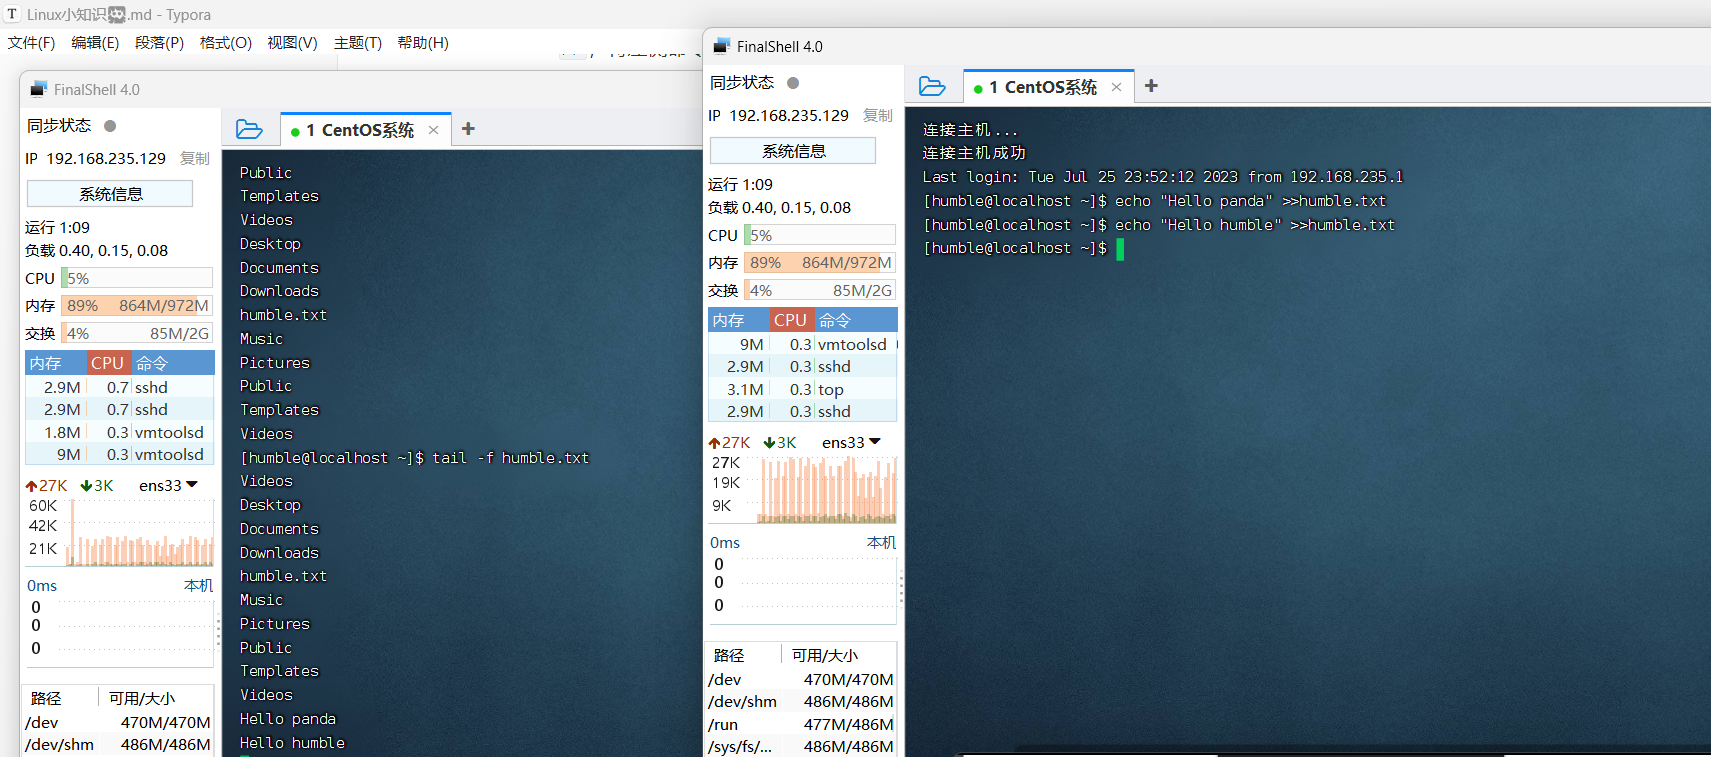 Linux小知识.md - Typora
文件(F) 编辑(E) 段落(P) 格式(O) 视图(V) 主题(T) 帮助(H)
FinalShell 4.0
同步状态
IP 192.168.235.129 复制
系统信息
运行 1:09
负载 0.40, 0.15, 0.08
CPU 5%
内存 89% 864M/972M
交换 4% 85M/2G
内存 CPU 命令
2.9M 0.7 sshd
2.9M 0.7 sshd
1.8M 0.3 vmtoolsd
9M 0.3 vmtoolsd
27K 3K ens33
60K
42K
21K
0ms 本机
0
0
0
路径 可用/大小
/dev 470M/470M
/dev/shm 486M/486M
1 CentOS系统
Public
Templates
Videos
Desktop
Documents
Downloads
humble.txt
Music
Pictures
Public
Templates
Videos
[humble@localhost ~]$ tail -f humble.txt
Videos
Desktop
Documents
Downloads
humble.txt
Music
Pictures
Public
Templates
Videos
Hello panda
Hello humble
FinalShell 4.0
同步状态
IP 192.168.235.129 复制
系统信息
运行 1:09
负载 0.40, 0.15, 0.08
CPU 5%
内存 89% 864M/972M
交换 4% 85M/2G
内存 CPU 命令
9M 0.3 vmtoolsd
2.9M 0.3 sshd
3.1M 0.3 top
2.9M 0.3 sshd
27K 3K ens33
27K
19K
9K
0ms 本机
0
0
0
路径 可用/大小
/dev 470M/470M
/dev/shm 486M/486M
/run 477M/486M
/sys/fs/... 486M/486M
1 CentOS系统
连接主机...
连接主机成功
Last login: Tue Jul 25 23:52:12 2023 from 192.168.235.1
[humble@localhost ~]$ echo "Hello panda" >>humble.txt
[humble@localhost ~]$ echo "Hello humble" >>humble.txt
[humble@localhost ~]$